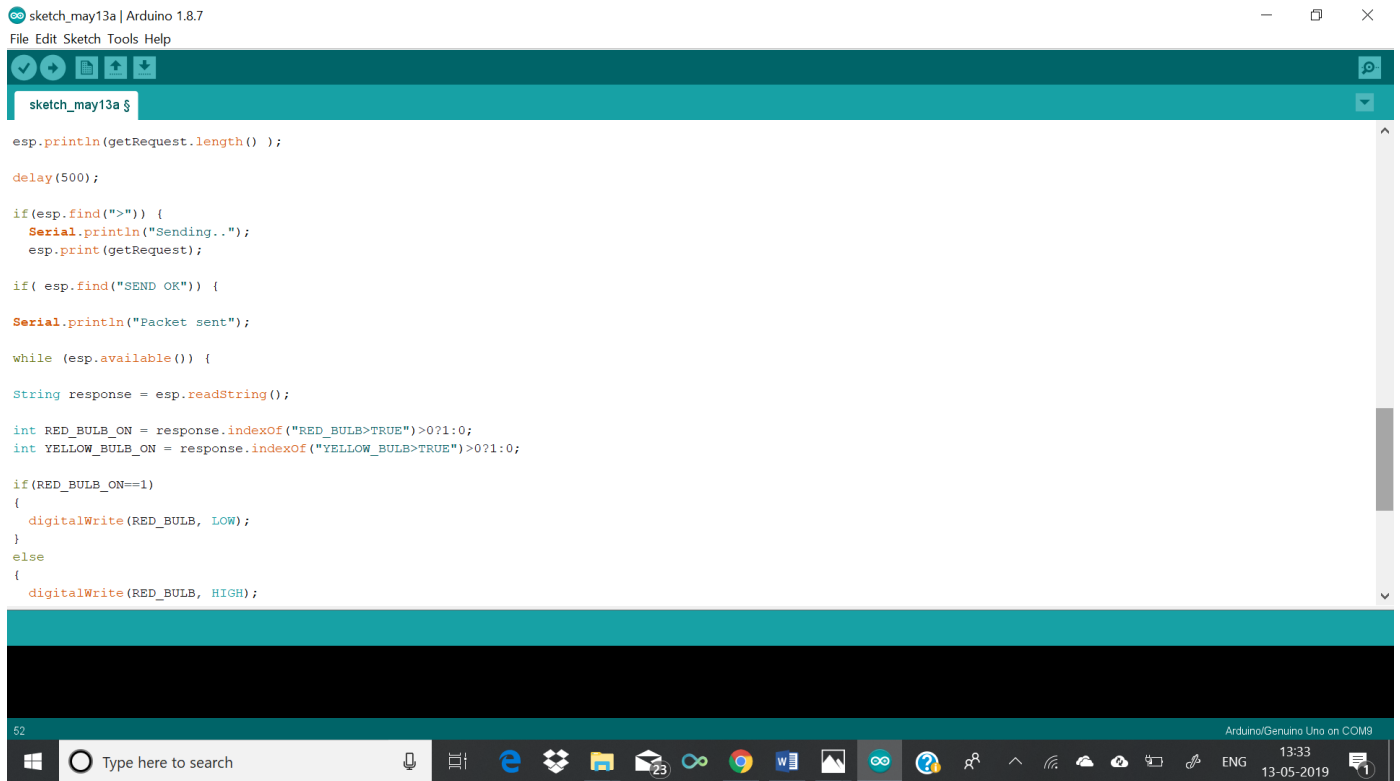 sketch_may13a | Arduino 1.8.7
File Edit Sketch Tools Help
sketch_may13a §
esp.println(getRequest.length() );
delay(500);
if(esp.find(">")) {
Serial.println("Sending..");
esp.print(getRequest);
if( esp.find("SEND OK")) {
Serial.println("Packet sent");
while (esp.available()) {
String response = esp.readString();
int RED_BULB_ON = response.indexOf("RED_BULB>TRUE")>0?1:0;
int YELLOW_BULB_ON = response.indexOf("YELLOW_BULB>TRUE")>0?1:0;
if(RED_BULB_ON==1)
{
digitalWrite(RED_BULB, LOW);
}
else
{
digitalWrite(RED_BULB, HIGH);
52
Arduino/Genuino Uno on COM9
Type here to search
23
ENG
13:33
13-05-2019
1